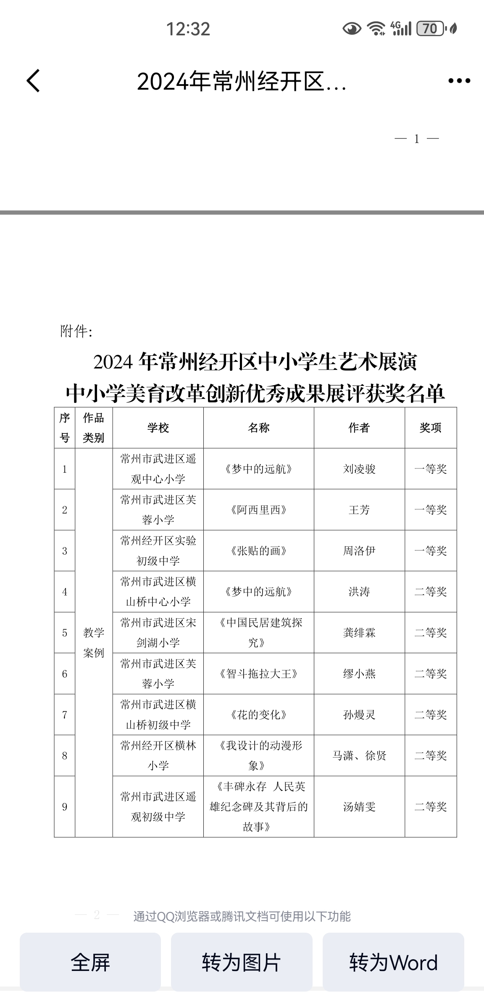 12:32
4G
70
2024年常州经开区...
— 1 —
附件:
2024 年常州经开区中小学生艺术展演
中小学美育改革创新优秀成果展评获奖名单
序号 作品类别 学校 名称 作者 奖项
教学案例
1 常州市武进区遥观中心小学 《梦中的远航》 刘凌骏 一等奖
2 常州市武进区芙蓉小学 《阿西里西》 王芳 一等奖
3 常州经开区实验初级中学 《张贴的画》 周洛伊 一等奖
4 常州市武进区横山桥中心小学 《梦中的远航》 洪涛 二等奖
5 常州市武进区宋剑湖小学 《中国民居建筑探究》 龚绯霖 二等奖
6 常州市武进区芙蓉小学 《智斗拖拉大王》 缪小燕 二等奖
7 常州市武进区横山桥初级中学 《花的变化》 孙熳灵 二等奖
8 常州经开区横林小学 《我设计的动漫形象》 马潇、徐贤 二等奖
9 常州市武进区遥观初级中学 《丰碑永存 人民英雄纪念碑及其背后的故事》 汤婧雯 二等奖
— 2 —
通过QQ浏览器或腾讯文档可使用以下功能
全屏
转为图片
转为Word